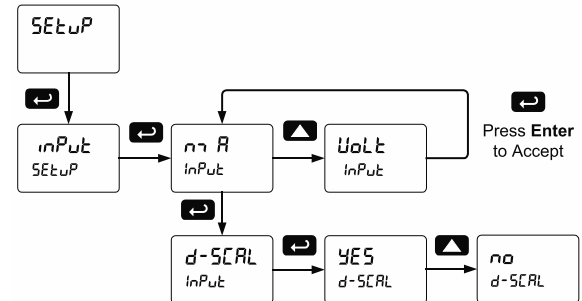 SEtuP
inPut
SEtuP
mA
InPut
VoLt
InPut
Press Enter
to Accept
d-SCAL
InPut
YES
d-SCAL
no
d-SCAL